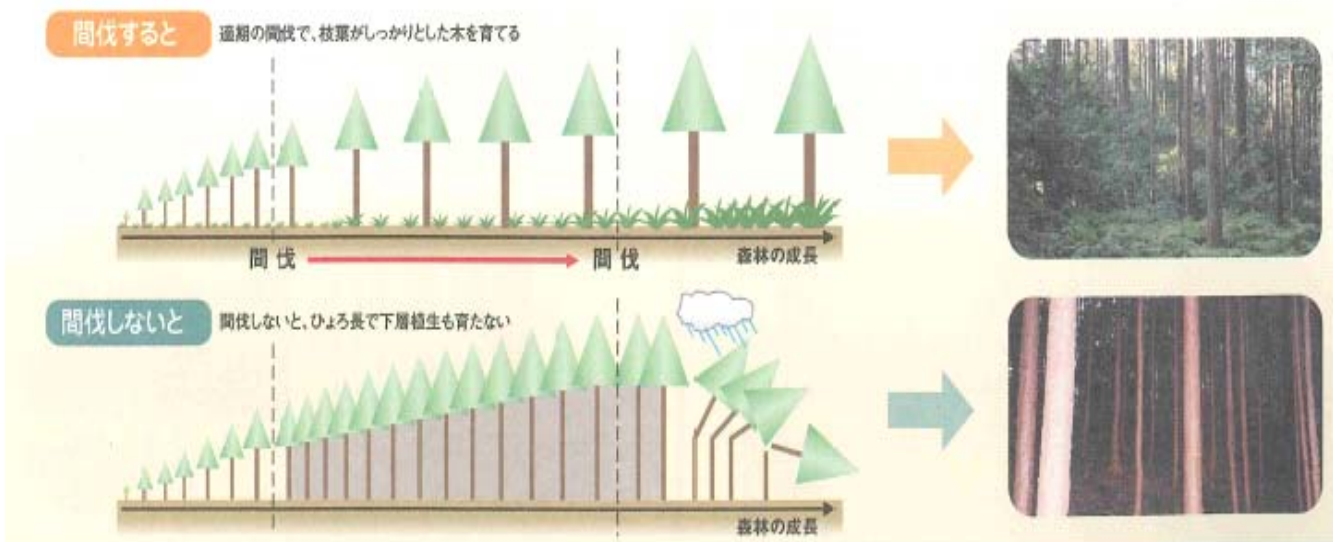 間伐すると
適期の間伐で、枝葉がしっかりとした木を育てる
間伐
間伐
森林の成長
間伐しないと
間伐しないと、ひょろ長で下層植生も育たない
森林の成長